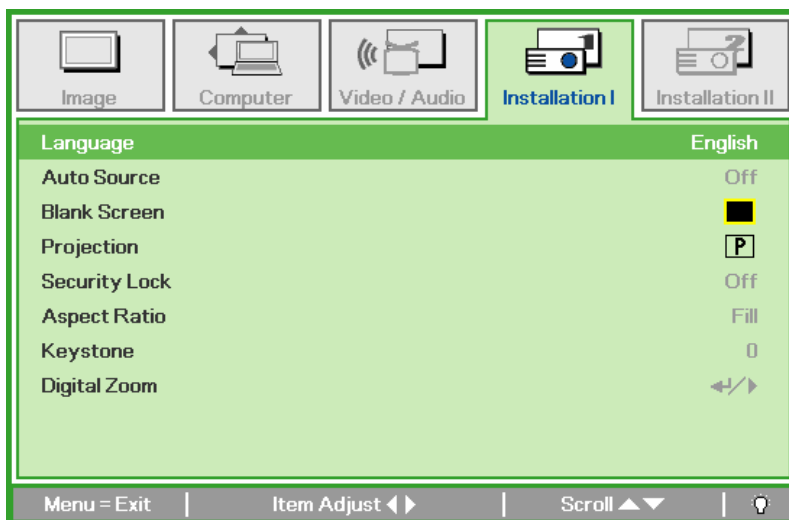 Image Computer Video / Audio Installation I Installation II
Language English
Auto Source Off
Blank Screen
Projection P
Security Lock Off
Aspect Ratio Fill
Keystone 0
Digital Zoom
Menu = Exit Item Adjust Scroll